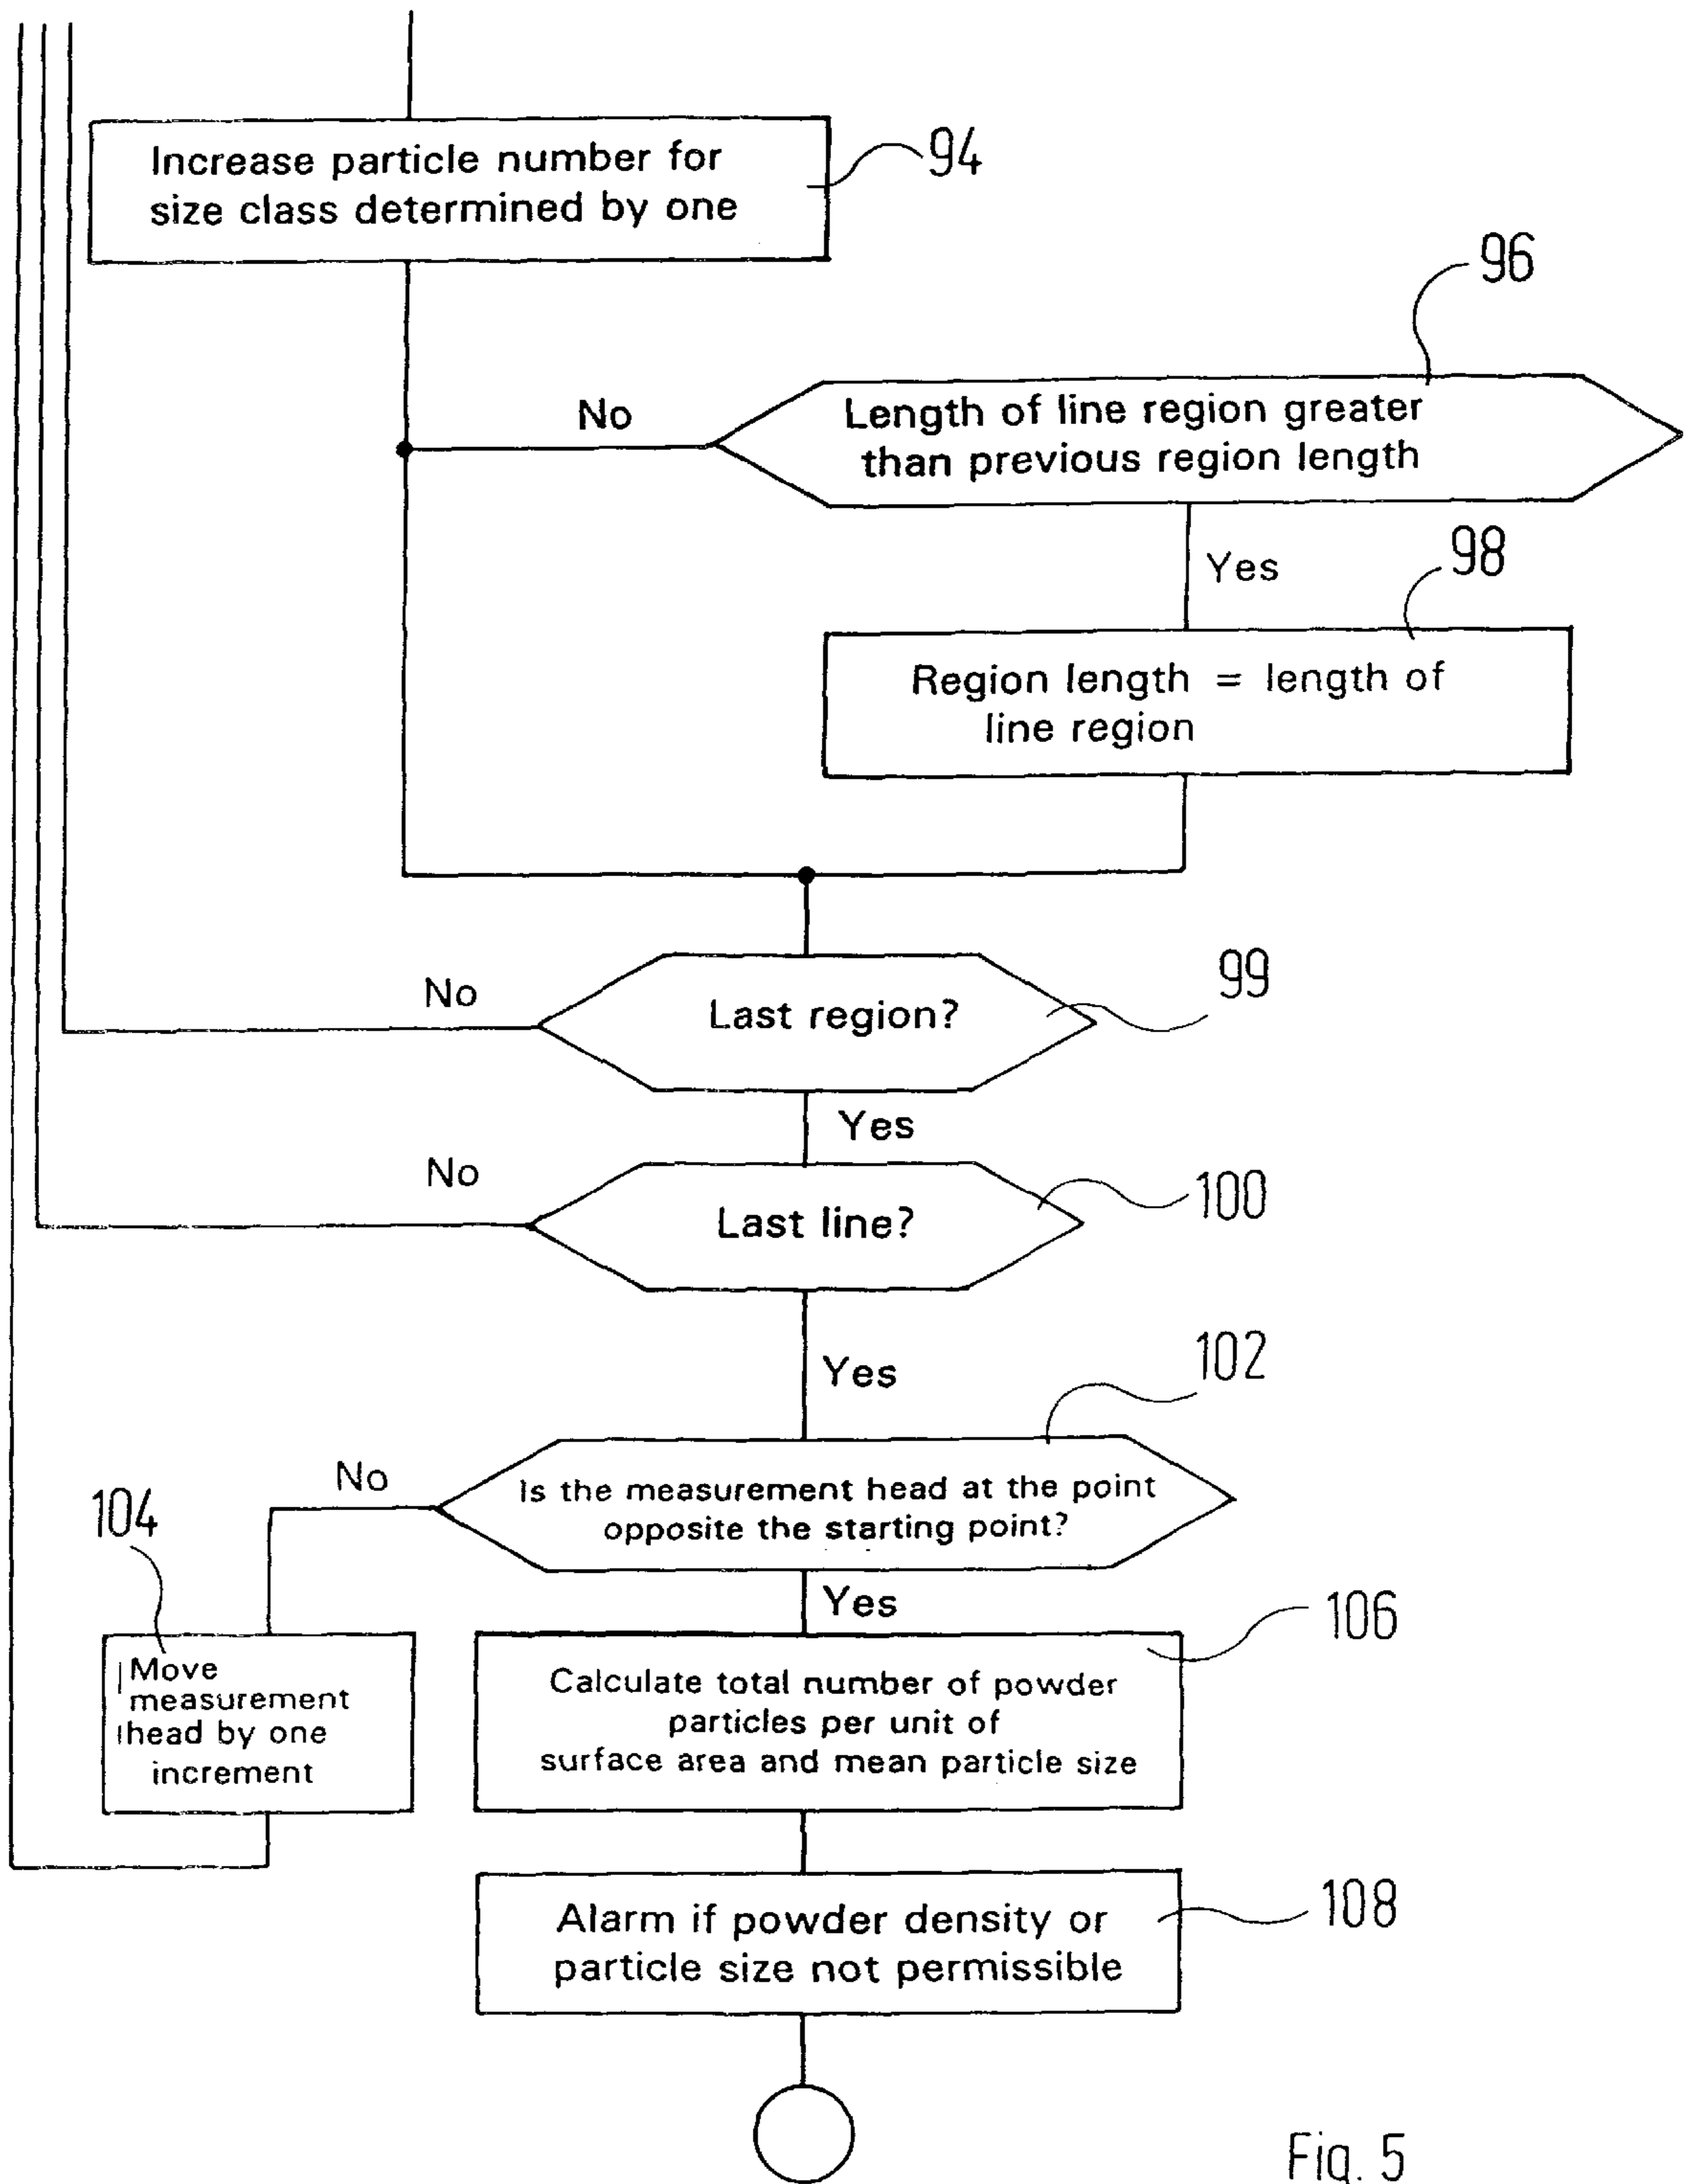 Increase particle number for
size class determined by one
94
96
No
Length of line region greater
than previous region length
Yes
98
Region length = length of
line region
No
Last region?
99
Yes
No
Last line?
100
Yes
102
No
Is the measurement head at the point
opposite the starting point?
104
Yes
106
Move
measurement
head by one
increment
Calculate total number of powder
particles per unit of
surface area and mean particle size
Alarm if powder density or
particle size not permissible
108
Fig. 5